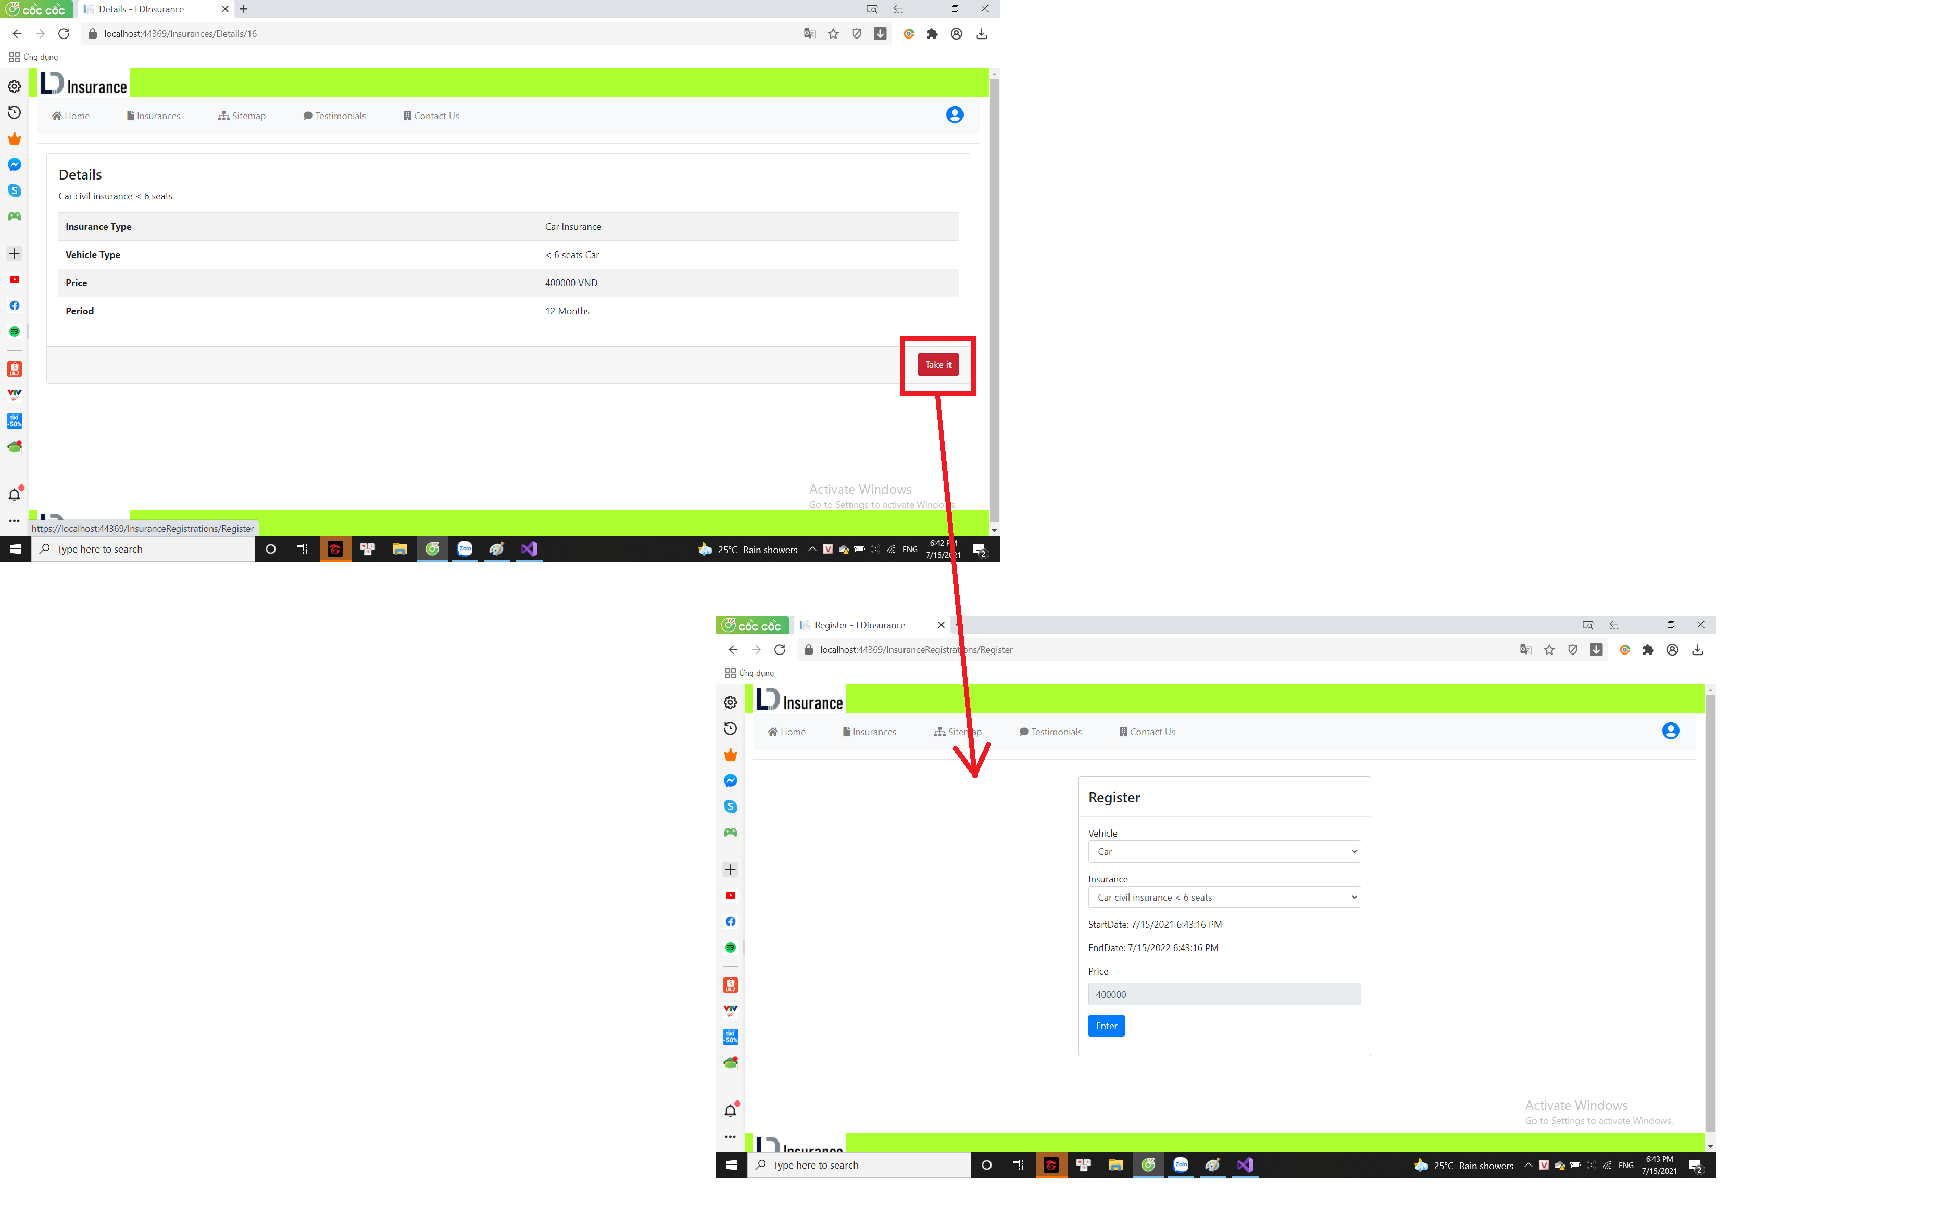 cốc cốc
Details - LDInsurance
localhost:44369/Insurances/Details/16
Ứng dụng
LD Insurance
Home
Insurances
Sitemap
Testimonials
Contact Us
Details
Car civil insurance < 6 seats
Insurance Type
Car Insurance
Vehicle Type
< 6 seats Car
Price
400000 VND
Period
12 Months
Take it
Activate Windows
Go to Settings to activate Windows.
https://localhost:44369/InsuranceRegistrations/Register
Type here to search
Zalo
25°C Rain showers
ENG
6:42 PM
7/15/2021
2
cốc cốc
Register - LDInsurance
localhost:44369/InsuranceRegistrations/Register
Ứng dụng
LD Insurance
Home
Insurances
Sitemap
Testimonials
Contact Us
Register
Vehicle
Car
Insurance
Car civil insurance < 6 seats
StartDate: 7/15/2021 6:43:16 PM
EndDate: 7/15/2022 6:43:16 PM
Price
400000
Enter
Activate Windows
Go to Settings to activate Windows.
Insurance
Type here to search
Zalo
25°C Rain showers
ENG
6:43 PM
7/15/2021
2